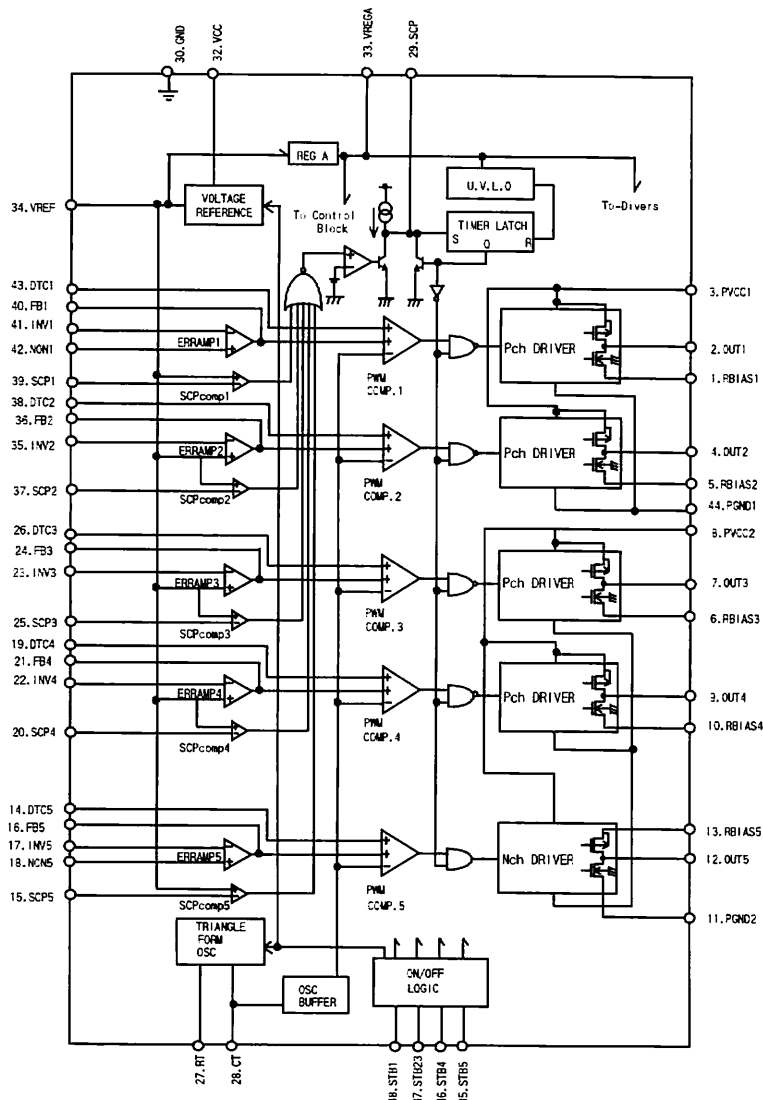 30.GND
32.VCC
33.VREGA
29.SCP
REG A
U.V.L.O
34.VREF
VOLTAGE
REFERENCE
To Control
Block
To-Divers
TIMER LATCH
S
Q
R
43.DTC1
40.FB1
41.INV1
42.NON1
39.SCP1
ERRAMP1
SCPcomp1
PWM
COMP.1
Pch DRIVER
3.PVCC1
2.OUT1
1.RBIAS1
38.DTC2
36.FB2
35.INV2
37.SCP2
ERRAMP2
SCPcomp2
PWM
COMP.2
Pch DRIVER
4.OUT2
5.RBIAS2
44.PGND1
26.DTC3
24.FB3
23.INV3
25.SCP3
ERRAMP3
SCPcomp3
PWM
COMP.3
Pch DRIVER
8.PVCC2
7.OUT3
6.RBIAS3
19.DTC4
21.FB4
22.INV4
20.SCP4
ERRAMP4
SCPcomp4
PWM
COMP.4
Pch DRIVER
9.OUT4
10.RBIAS4
14.DTC5
16.FB5
17.INV5
18.NON5
15.SCP5
ERRAMP5
SCPcomp5
PWM
COMP.5
Nch DRIVER
13.RBIAS5
12.OUT5
11.PGND2
TRIANGLE
FORM
OSC
OSC
BUFFER
ON/OFF
LOGIC
27.RT
28.CT
48.STB1
47.STB23
46.STB4
45.STB5